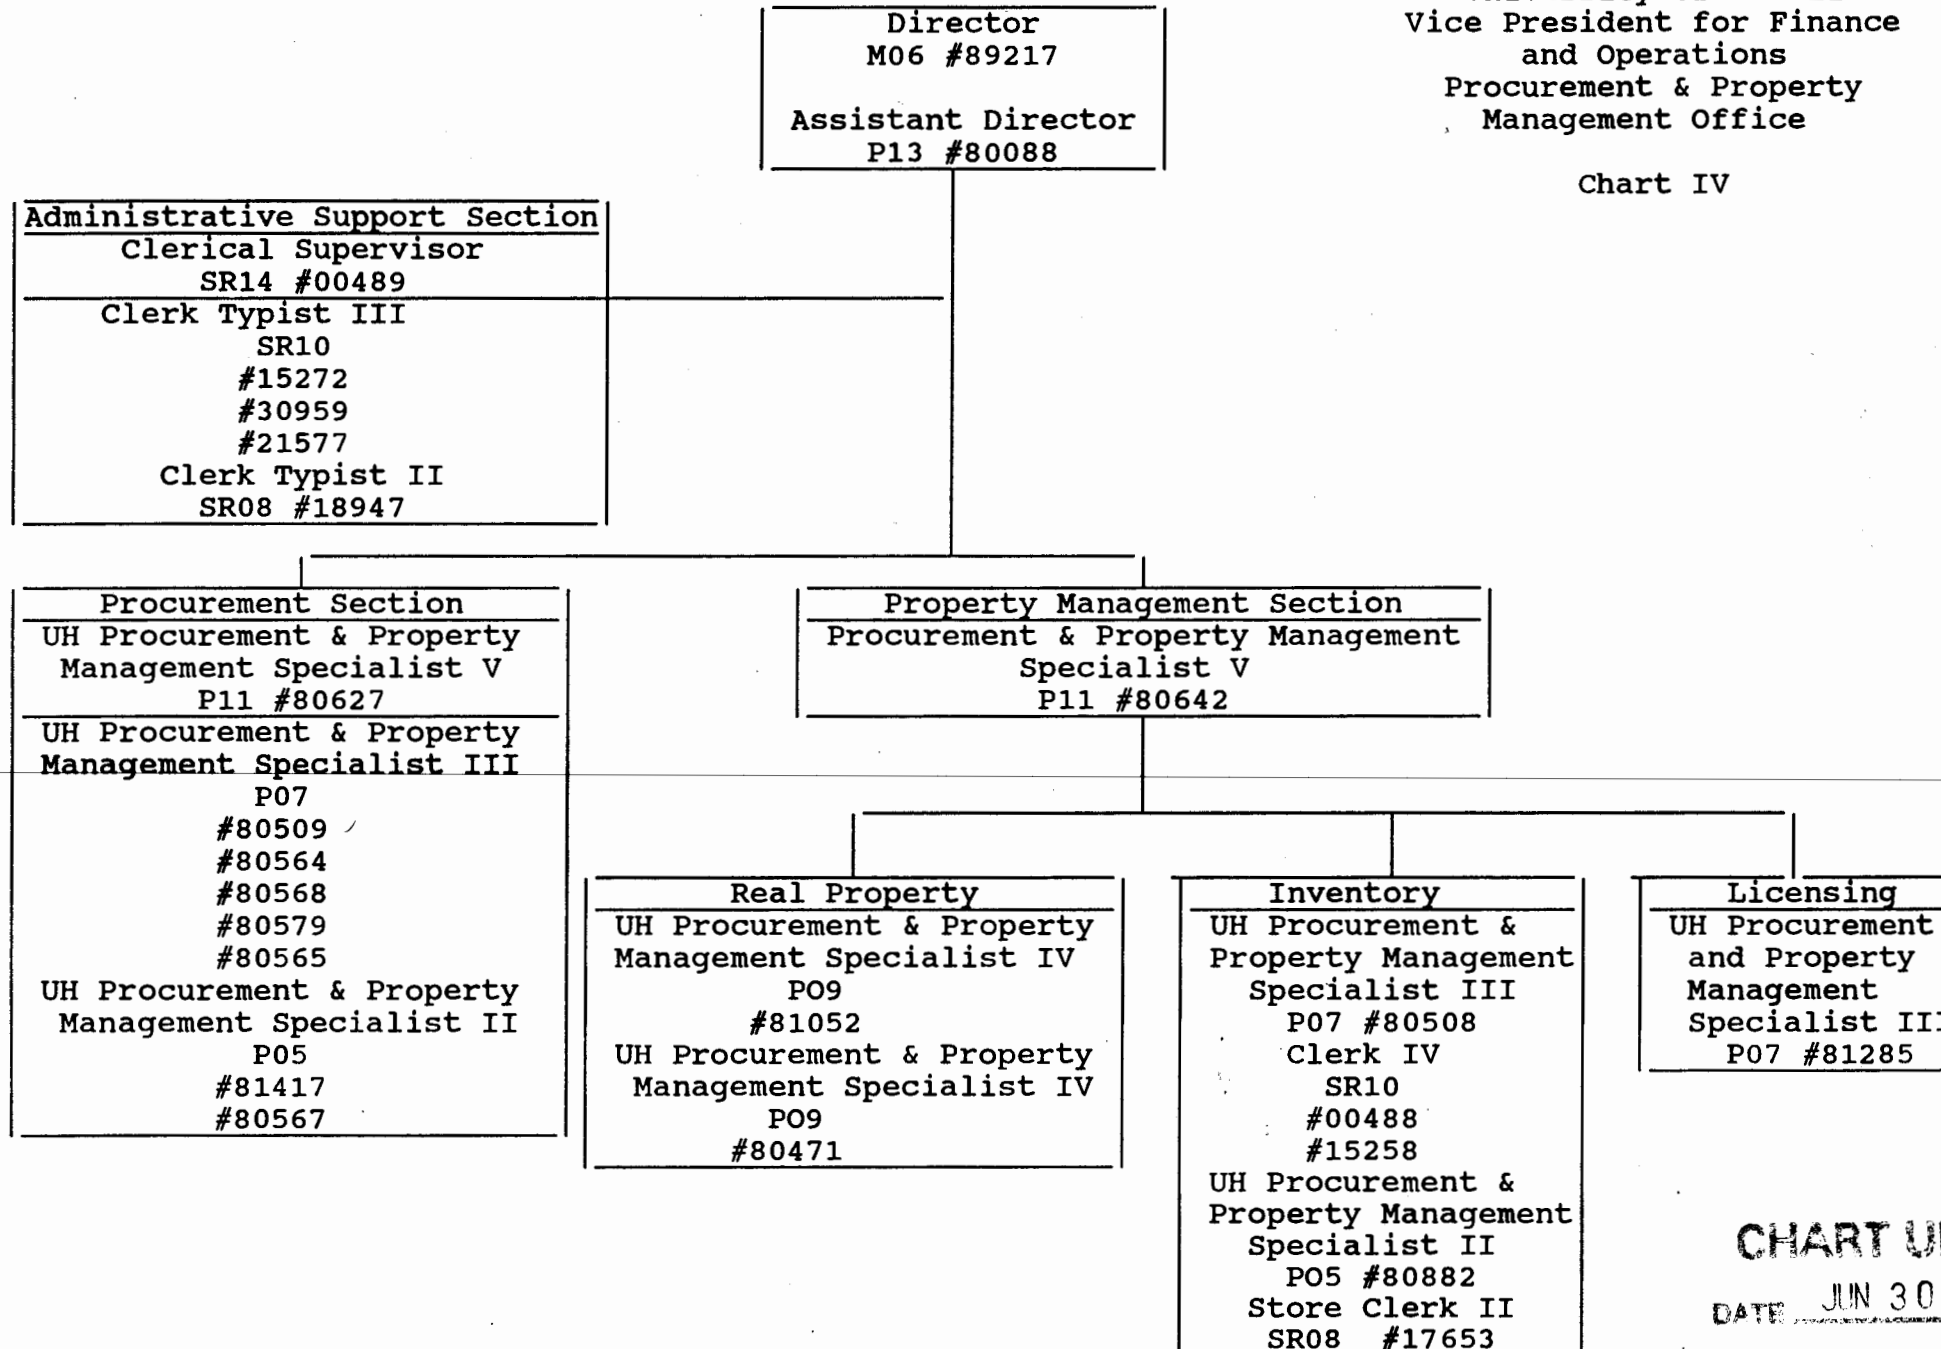 Director
M06 #89217
Assistant Director
P13 #80088
Vice President for Finance
and Operations
Procurement & Property
Management Office
Chart IV
Administrative Support Section
Clerical Supervisor
SR14 #00489
Clerk Typist III
SR10
#15272
#30959
#21577
Clerk Typist II
SR08 #18947
Procurement Section
UH Procurement & Property
Management Specialist V
P11 #80627
UH Procurement & Property
Management Specialist III
P07
#80509
#80564
#80568
#80579
#80565
UH Procurement & Property
Management Specialist II
P05
#81417
#80567
Property Management Section
Procurement & Property Management
Specialist V
P11 #80642
Real Property
UH Procurement & Property
Management Specialist IV
PO9
#81052
UH Procurement & Property
Management Specialist IV
PO9
#80471
Inventory
UH Procurement &
Property Management
Specialist III
P07 #80508
Clerk IV
SR10
#00488
#15258
UH Procurement &
Property Management
Specialist II
PO5 #80882
Store Clerk II
SR08 #17653
Licensing
UH Procurement
and Property
Management
Specialist III
P07 #81285
CHART
DATE JUN 30